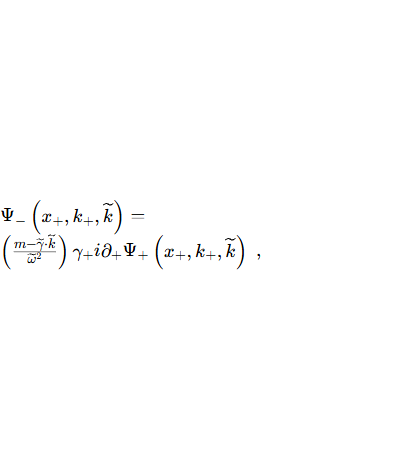 Ψ₋ (x₊, k₊, k̃) =
((m−γ̃·k̃)/ω̃²) γ₊i∂₊Ψ₊ (x₊, k₊, k̃) ,